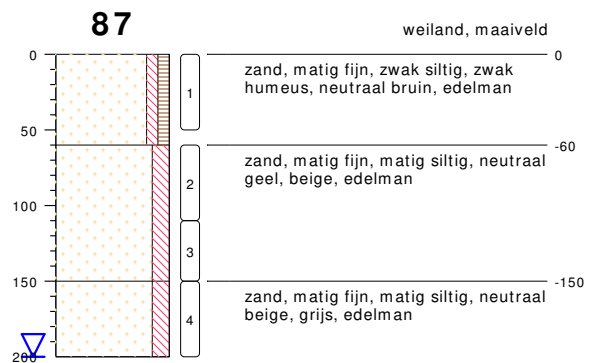 87
weiland, maaiveld
0
0
zand, matig fijn, zwak siltig, zwak
humeus, neutraal bruin, edelman
1
50
-60
zand, matig fijn, matig siltig, neutraal
geel, beige, edelman
2
100
3
150
-150
zand, matig fijn, matig siltig, neutraal
beige, grijs, edelman
4
200